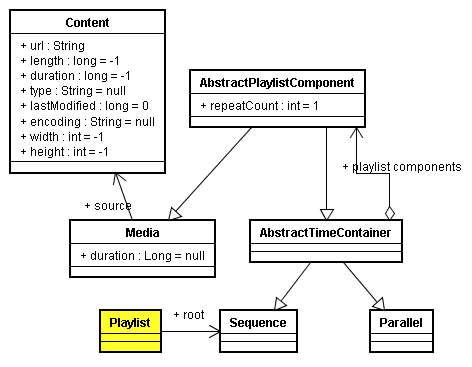 Content
+ url : String
+ length : long = -1
+ duration : long = -1
+ type : String = null
+ lastModified : long = 0
+ encoding : String = null
+ width : int = -1
+ height : int = -1
AbstractPlaylistComponent
+ repeatCount : int = 1
+ playlist components
+ source
Media
+ duration : Long = null
AbstractTimeContainer
Playlist
+ root
Sequence
Parallel